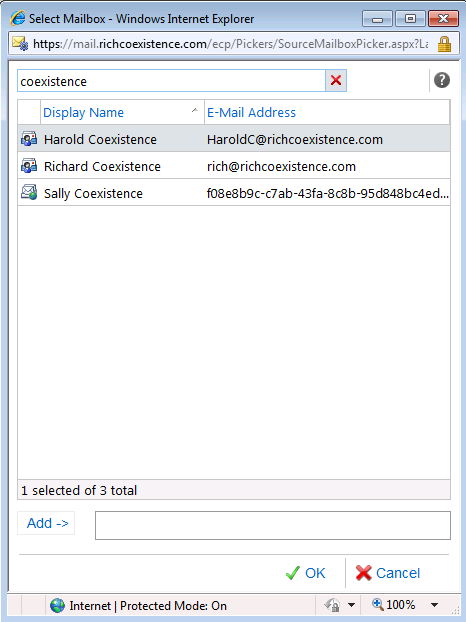 Select Mailbox - Windows Internet Explorer
https://mail.richcoexistence.com/ecp/Pickers/SourceMailboxPicker.aspx?La
coexistence
Display Name E-Mail Address
Harold Coexistence HaroldC@richcoexistence.com
Richard Coexistence rich@richcoexistence.com
Sally Coexistence f08e8b9c-c7ab-43fa-8c8b-95d848bc4ed...
1 selected of 3 total
Add ->
OK Cancel
Internet | Protected Mode: On 100%